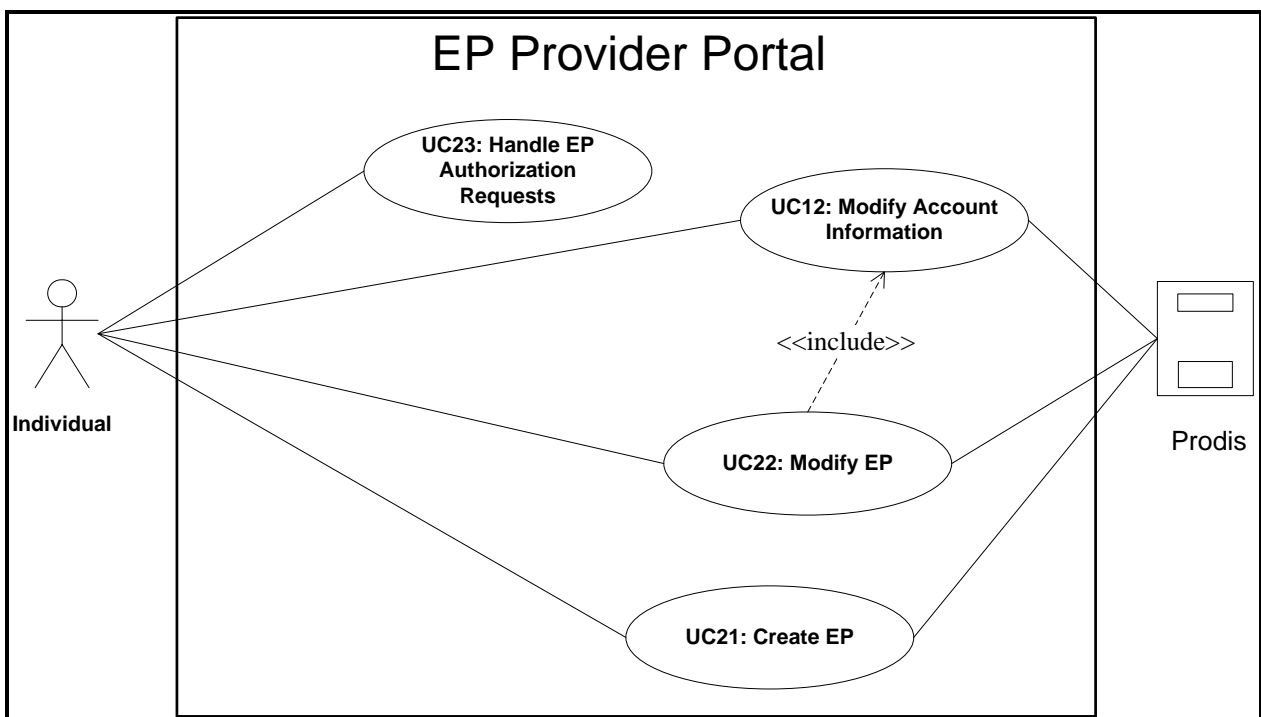 EP Provider Portal
UC23: Handle EP
Authorization
Requests
UC12: Modify Account
Information
<<include>>
Individual
Prodis
UC22: Modify EP
UC21: Create EP